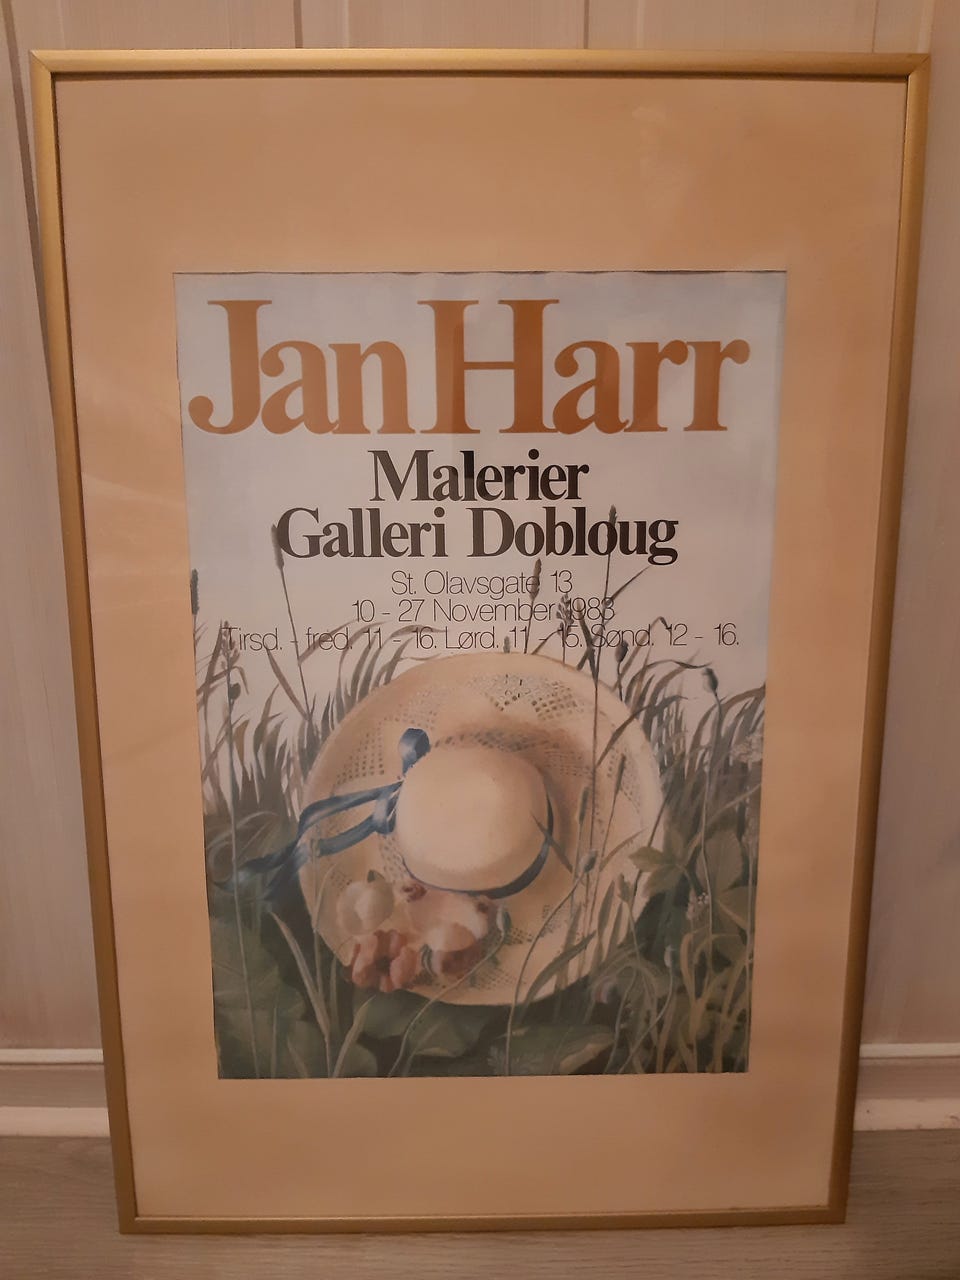 Jan Harr
Malerier
Galleri Dobloug
St. Olavsgate 13
10 - 27 November 1983
Tirsd. - fred. 11 - 16. Lørd. 11 - 15. Sønd. 12 - 16.